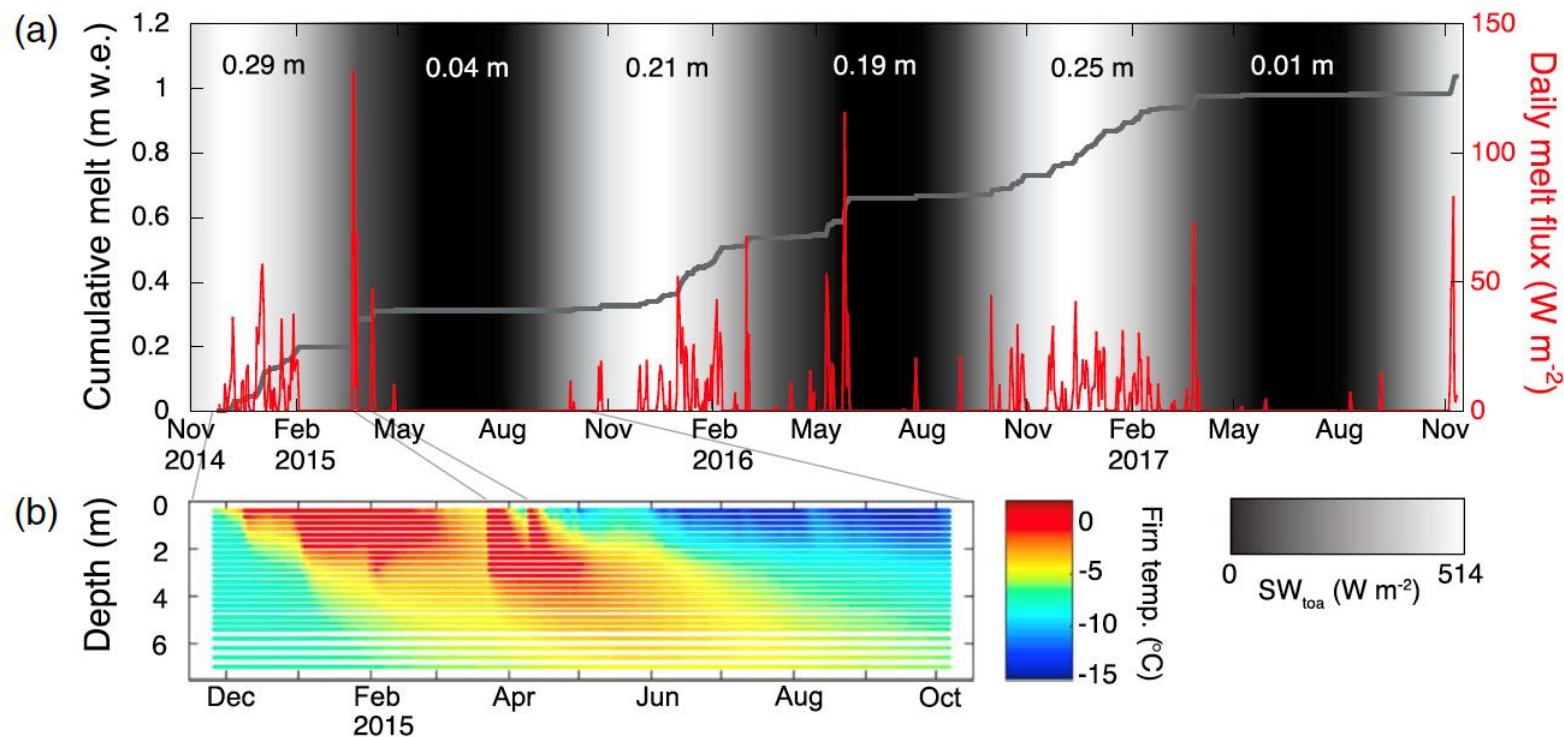 (a)
Cumulative melt (m w.e.)
1.2
1
0.8
0.6
0.4
0.2
0
0.29 m 0.04 m 0.21 m 0.19 m 0.25 m 0.01 m
150
100
50
0
Daily melt flux (W m⁻²)
Nov Feb May Aug Nov Feb May Aug Nov Feb May Aug Nov
2014 2015 2016 2017
(b)
Depth (m)
0
2
4
6
Dec Feb Apr Jun Aug Oct
2015
0
-5
-10
-15
Firn temp. (°C)
0 514
SWtoa (W m⁻²)